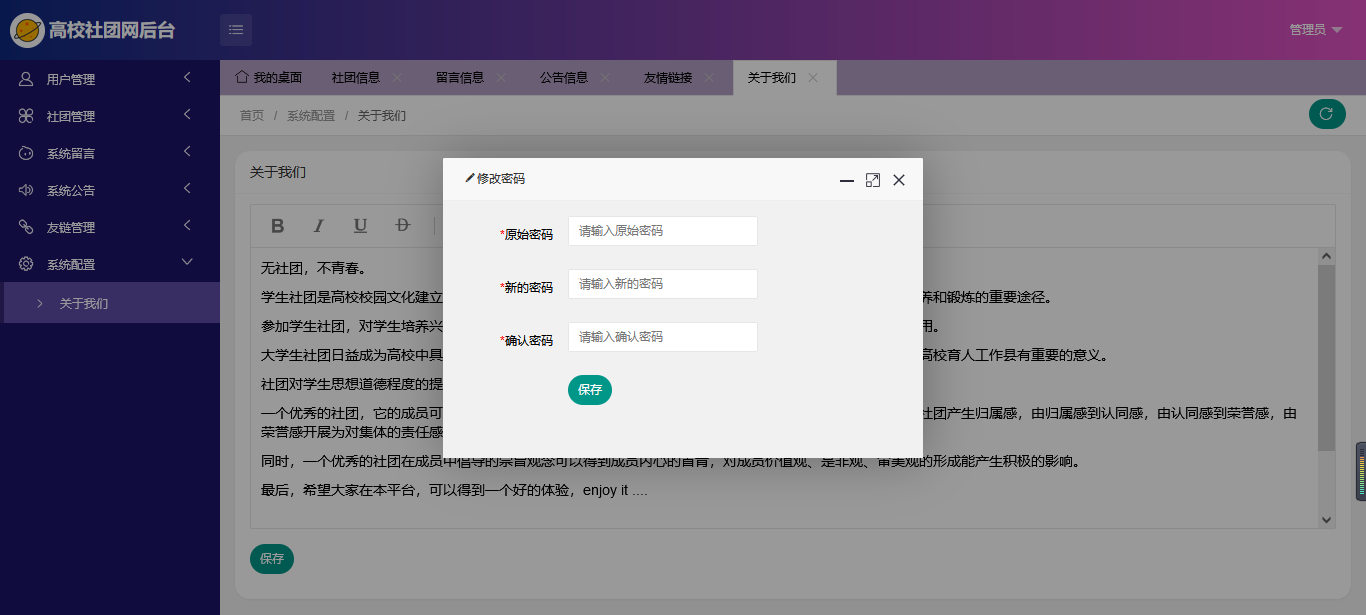 高校社团网后台
管理员
用户管理
社团管理
系统留言
系统公告
友链管理
系统配置
关于我们
我的桌面 社团信息 留言信息 公告信息 友情链接 关于我们
首页 / 系统配置 / 关于我们
关于我们
B I U D
修改密码
*原始密码 请输入原始密码
*新的密码 请输入新的密码
*确认密码 请输入确认密码
保存
无社团，不青春。
学生社团是高校校园文化建立 养和锻炼的重要途径。
参加学生社团，对学生培养兴 用。
大学生社团日益成为高校中具 高校育人工作具有重要的意义。
社团对学生思想道德程度的提
一个优秀的社团，它的成员可 社团产生归属感，由归属感到认同感，由认同感到荣誉感，由
荣誉感开展为对集体的责任感
同时，一个优秀的社团在成员中倡导的崇尚观念可以得到成员内心的首肯，对成员价值观、是非观、审美观的形成能产生积极的影响。
最后，希望大家在本平台，可以得到一个好的体验，enjoy it ....
保存